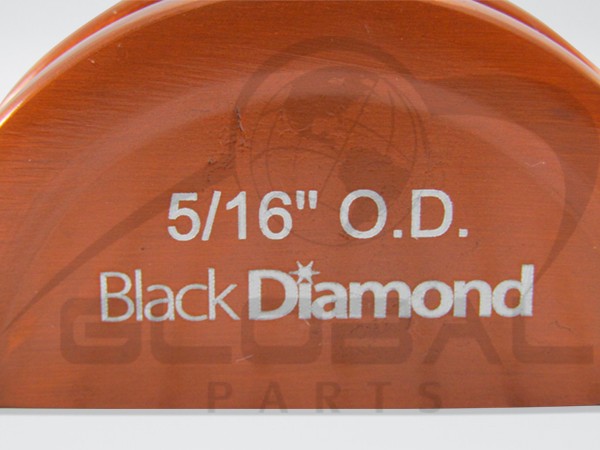 5/16" O.D.
Black Diamond
GLOBAL
PARTS